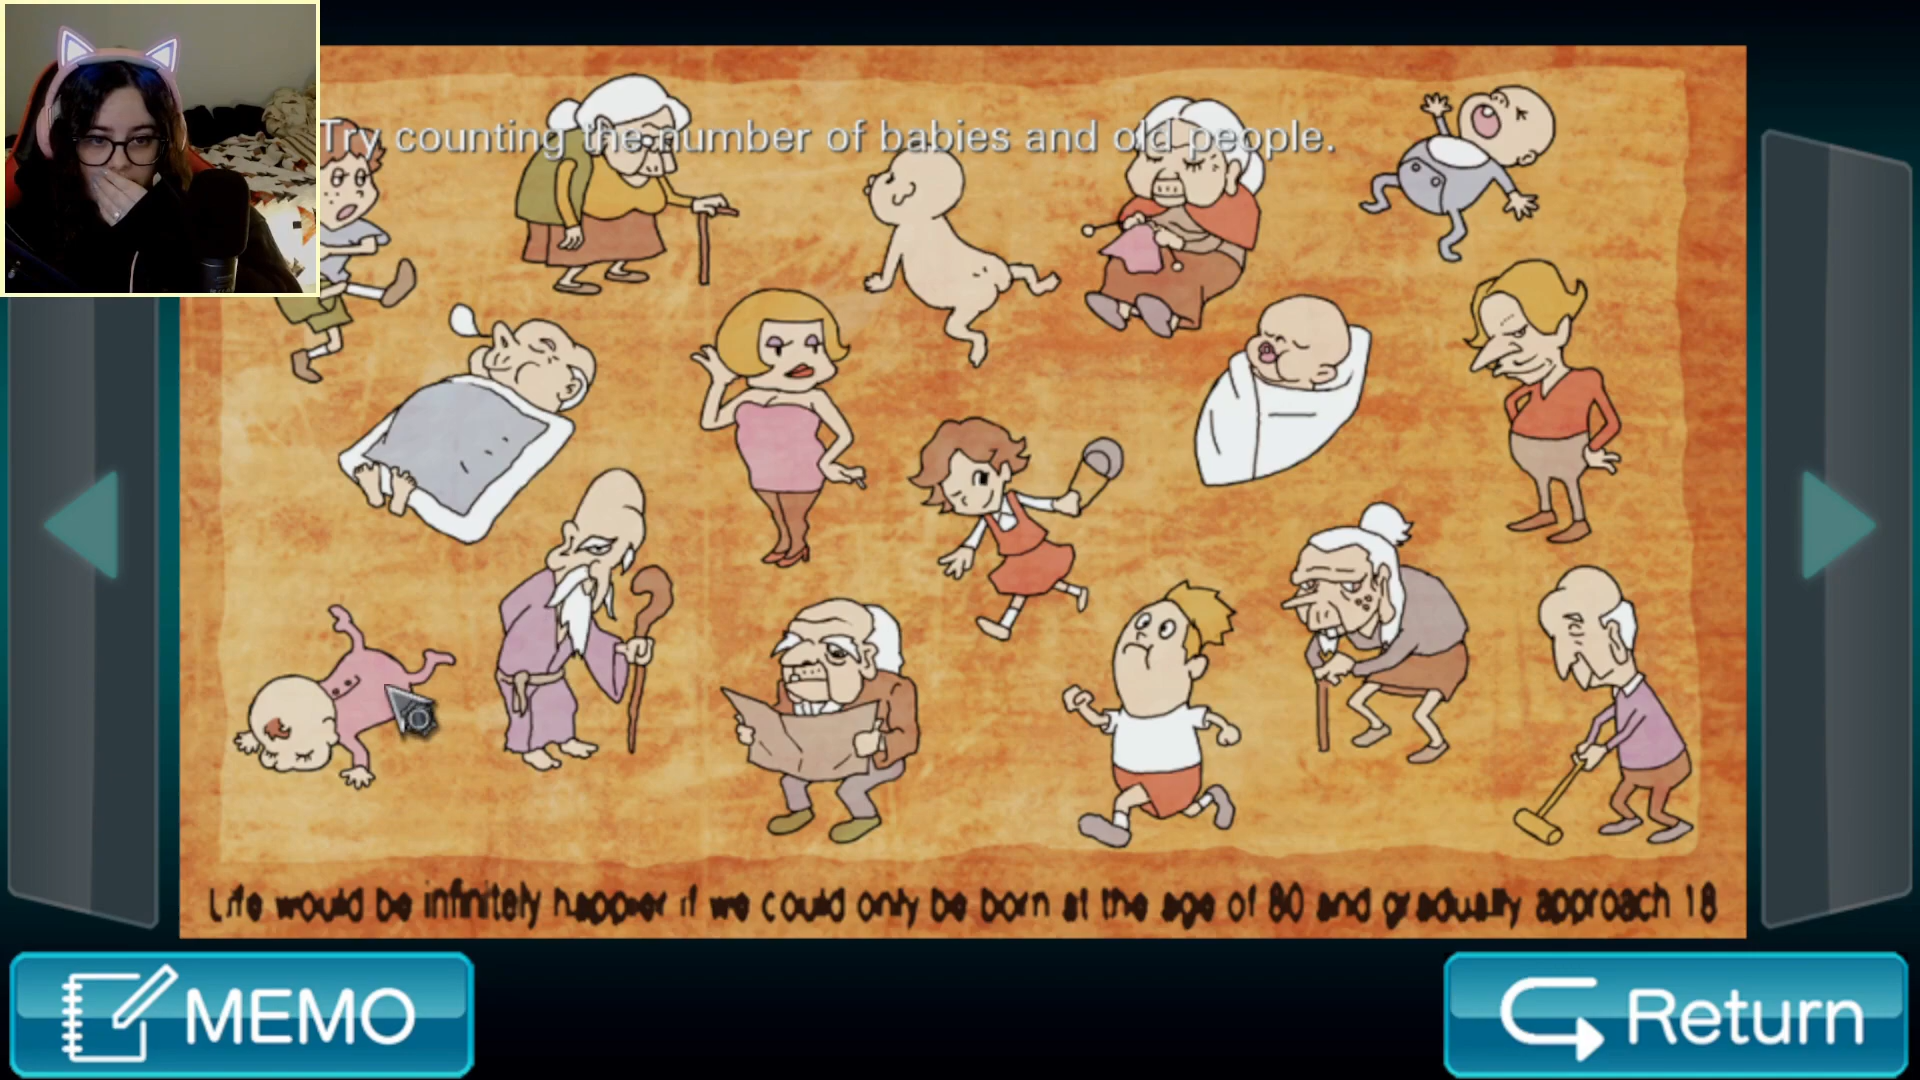 Try counting the number of babies and old people.
Life would be infinitely happier if we could only be born at the age of 80 and gradually approach 18
MEMO
Return